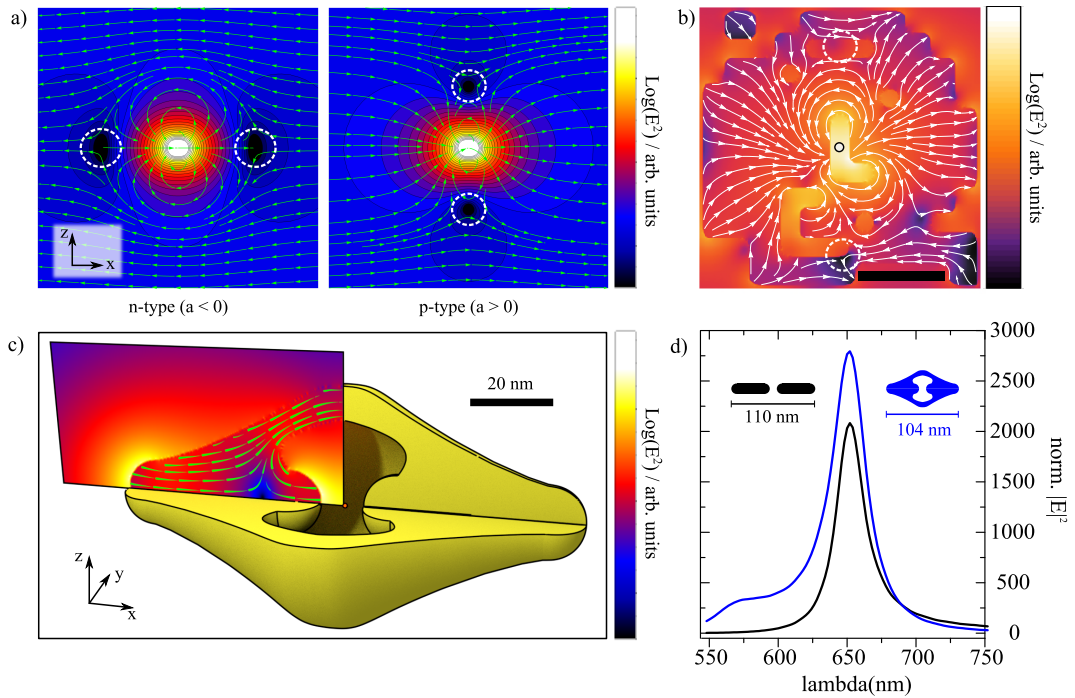 a)
z
x
n-type (a < 0)
p-type (a > 0)
Log(E²) / arb. units
b)
Log(E²) / arb. units
c)
20 nm
z
y
x
Log(E²) / arb. units
d)
110 nm
104 nm
3000
2500
2000
1500
1000
500
0
norm. |E|²
550
600
650
700
750
lambda(nm)